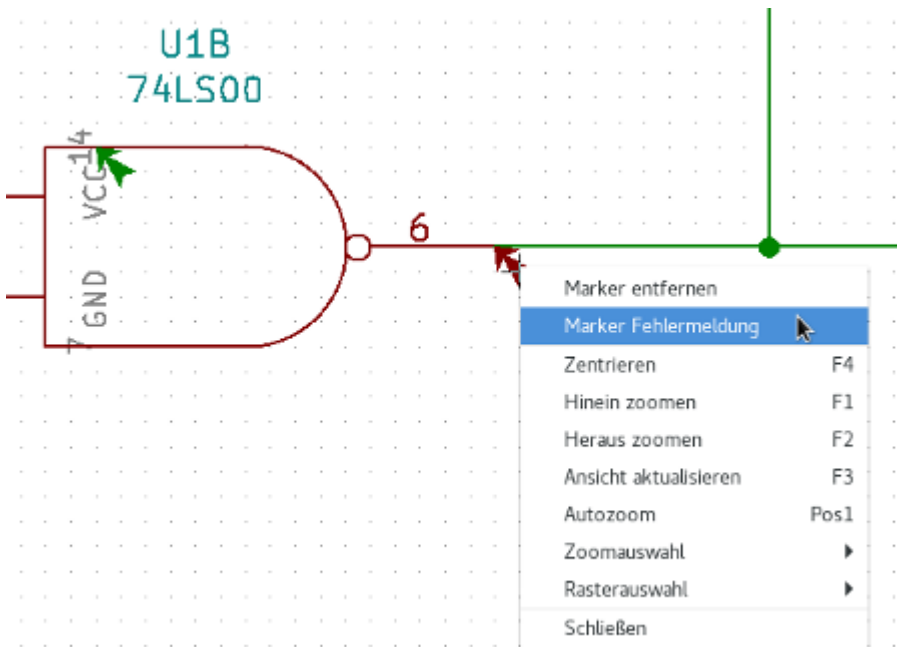 U1B
74LS00
14
VCC
6
GND
7
Marker entfernen
Marker Fehlermeldung
Zentrieren F4
Hinein zoomen F1
Heraus zoomen F2
Ansicht aktualisieren F3
Autozoom Pos1
Zoomauswahl
Rasterauswahl
Schließen